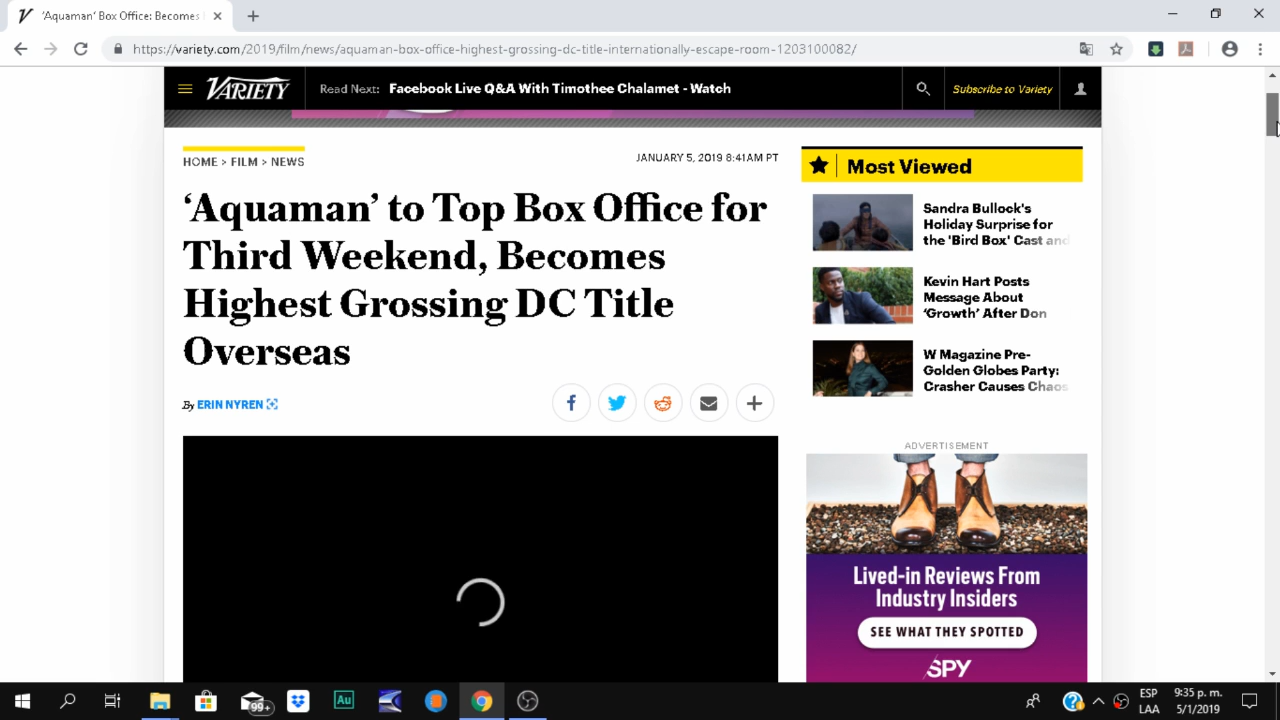 'Aquaman' Box Office: Becomes
https://variety.com/2019/film/news/aquaman-box-office-highest-grossing-dc-title-internationally-escape-room-1203100082/
VARIETY
Read Next: Facebook Live Q&A With Timothee Chalamet - Watch
Subscribe to Variety
HOME > FILM > NEWS
JANUARY 5, 2019 8:41AM PT
‘Aquaman’ to Top Box Office for
Third Weekend, Becomes
Highest Grossing DC Title
Overseas
By ERIN NYREN
Most Viewed
Sandra Bullock's
Holiday Surprise for
the 'Bird Box' Cast and
Kevin Hart Posts
Message About
‘Growth’ After Don
W Magazine Pre-
Golden Globes Party:
Crasher Causes Chaos
ADVERTISEMENT
Lived-in Reviews From
Industry Insiders
SEE WHAT THEY SPOTTED
SPY
99+
Au
ESP
LAA
9:35 p. m.
5/1/2019